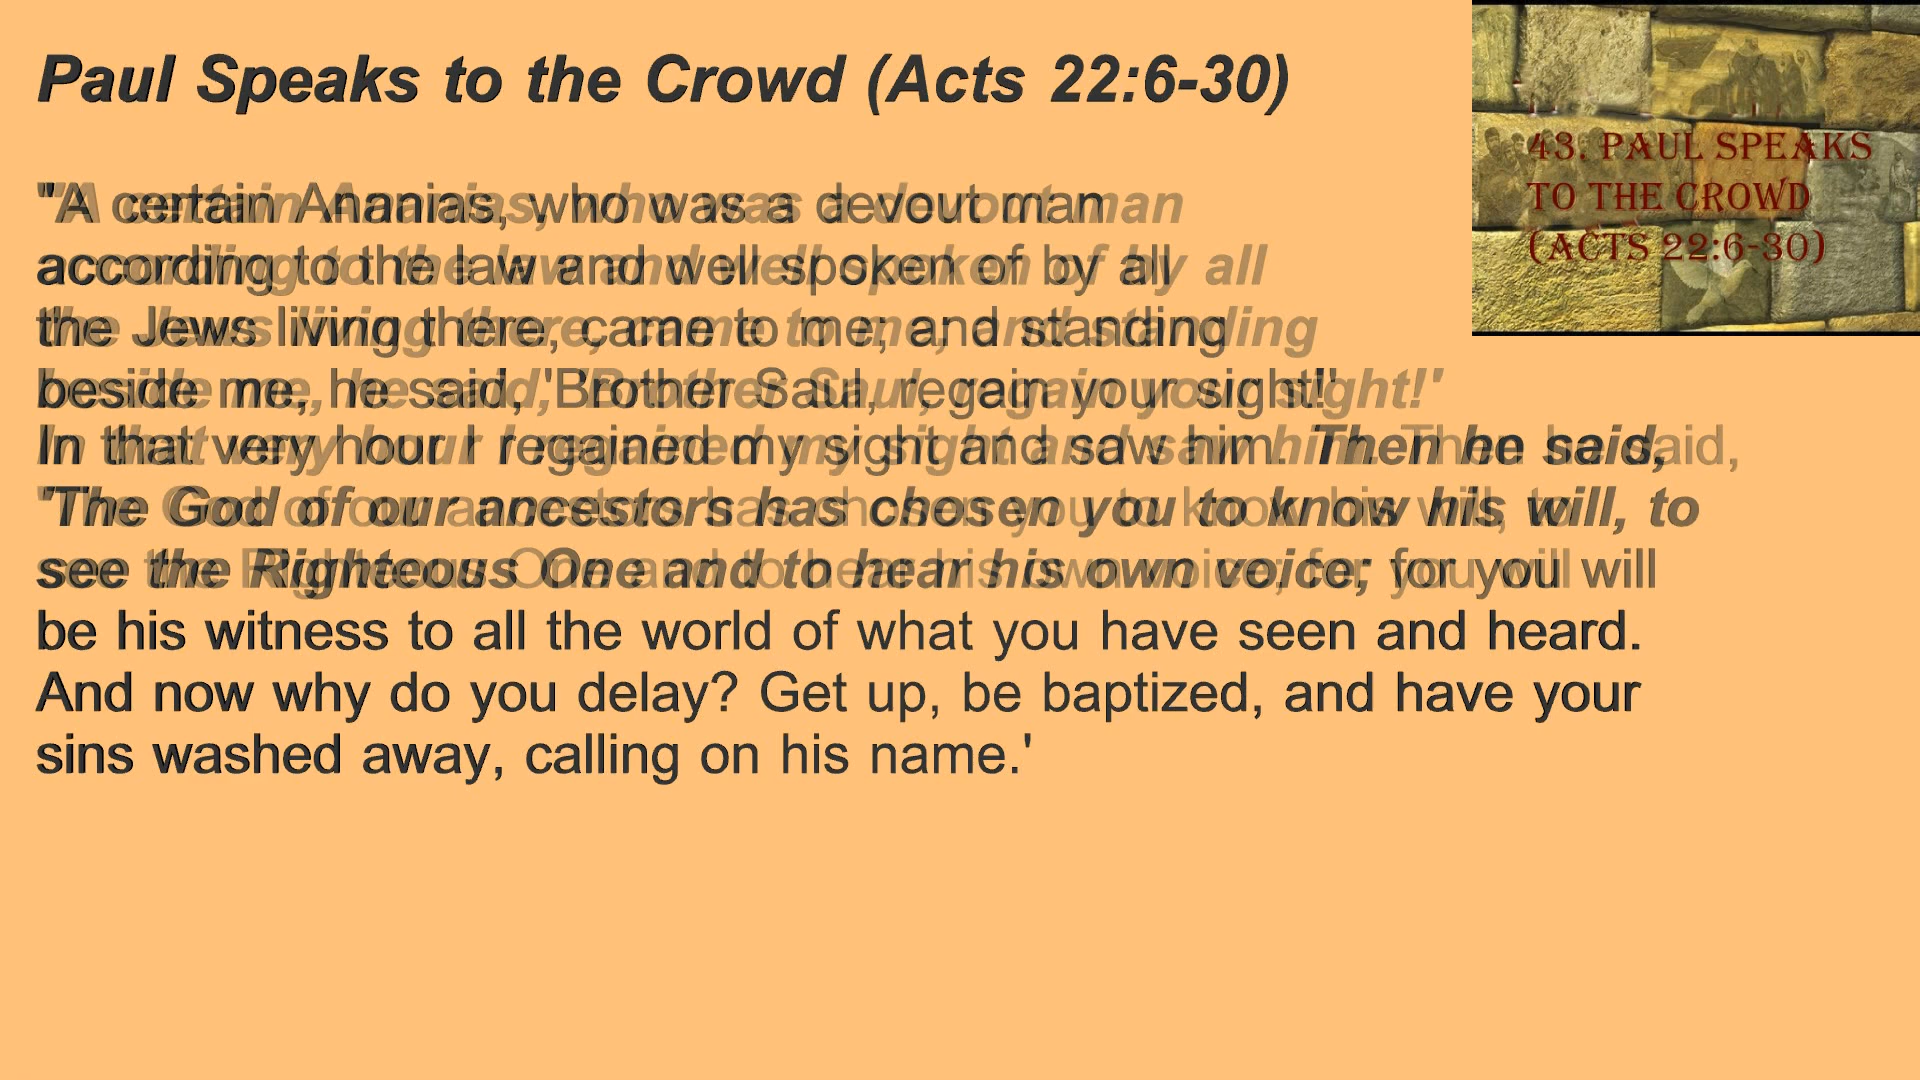 Paul Speaks to the Crowd (Acts 22:6-30)
"A certain Ananias, who was a devout man
according to the law and well spoken of by all
the Jews living there, came to me; and standing
beside me, he said, 'Brother Saul, regain your sight!'
In that very hour I regained my sight and saw him. Then he said,
'The God of our ancestors has chosen you to know his will, to
see the Righteous One and to hear his own voice; for you will
be his witness to all the world of what you have seen and heard.
And now why do you delay? Get up, be baptized, and have your
sins washed away, calling on his name.'
43. PAUL SPEAKS
TO THE CROWD
(ACTS 22:6-30)